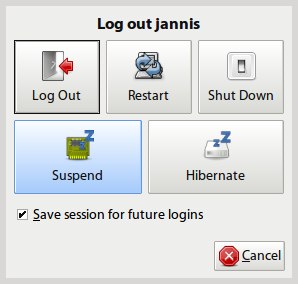 Log out jannis
Log Out
Restart
Shut Down
Suspend
Hibernate
Save session for future logins
Cancel